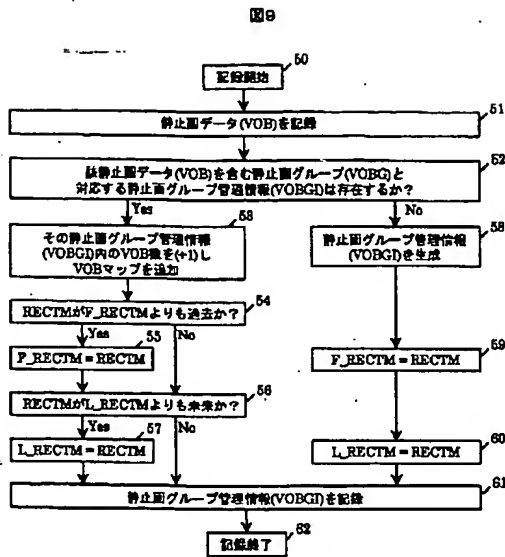 図9
50
記録開始
51
静止画データ(VOB)を記録
52
該静止画データ(VOB)を含む静止画グループ(VOBG)と
対応する静止画グループ管理情報(VOBGI)は存在するか?
Yes
No
53
その静止画グループ管理情報
(VOBGI)内のVOB数を(+1)し
VOBマップを追加
58
静止画グループ管理情報
(VOBGI)を生成
54
RECTMがF_RECTMよりも過去か?
Yes
No
55
F_RECTM = RECTM
59
F_RECTM = RECTM
56
RECTMがL_RECTMよりも未来か?
Yes
No
57
L_RECTM = RECTM
60
L_RECTM = RECTM
61
静止画グループ管理情報(VOBGI)を記録
62
記録終了